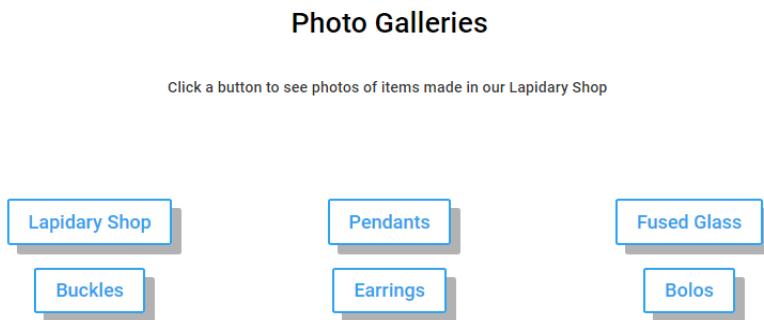 Photo Galleries
Click a button to see photos of items made in our Lapidary Shop
Lapidary Shop Pendants Fused Glass
Buckles Earrings Bolos